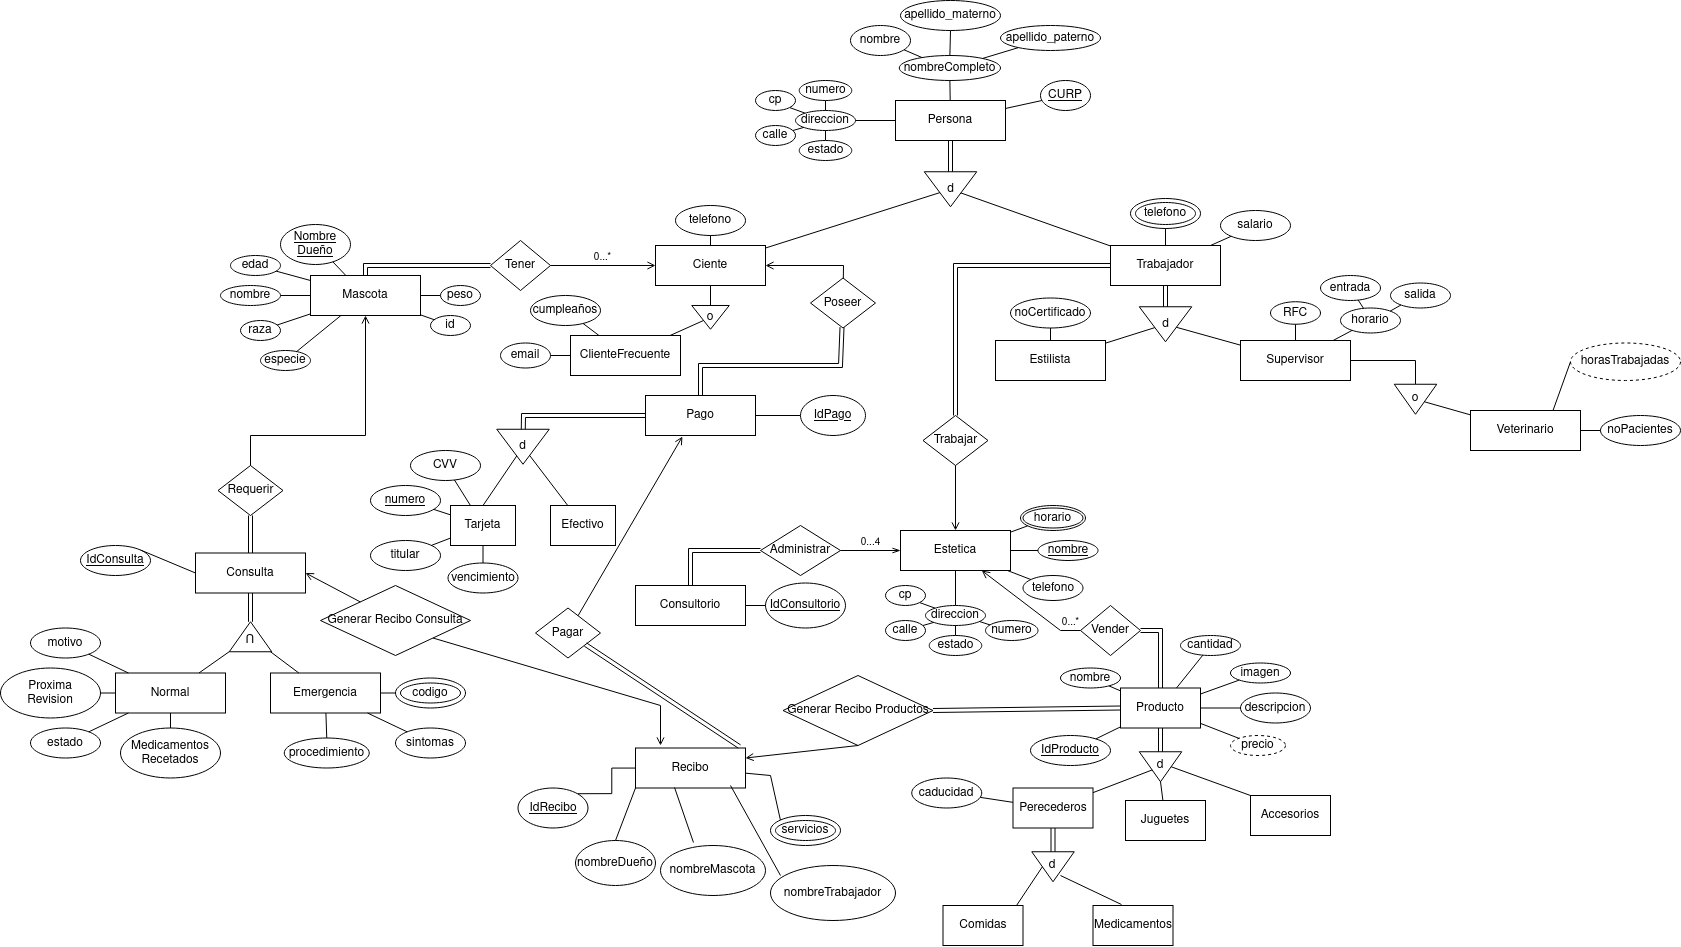 apellido_materno
nombre
apellido_paterno
nombreCompleto
numero
cp
CURP
direccion
Persona
calle
estado
d
telefono
telefono
salario
Nombre
Dueño
0...*
edad
Tener
Ciente
Trabajador
Mascota
nombre
peso
Poseer
entrada
salida
cumpleaños
o
noCertificado
RFC
horario
raza
id
d
especie
email
ClienteFrecuente
Estilista
Supervisor
horasTrabajadas
o
Pago
IdPago
Veterinario
noPacientes
d
Trabajar
CVV
Requerir
numero
Tarjeta
Efectivo
horario
titular
Administrar
0...4
Estetica
nombre
IdConsulta
Consulta
vencimiento
telefono
cp
Consultorio
IdConsultorio
direccion
Generar Recibo Consulta
0...*
calle
numero
Vender
Pagar
∩
motivo
estado
cantidad
Proxima
Revision
Normal
Emergencia
codigo
nombre
imagen
Generar Recibo Productos
Producto
descripcion
estado
Medicamentos
Recetados
procedimiento
sintomas
IdProducto
precio
Recibo
d
caducidad
Perecederos
IdRecibo
Juguetes
Accesorios
servicios
nombreDueño
nombreMascota
d
nombreTrabajador
Comidas
Medicamentos